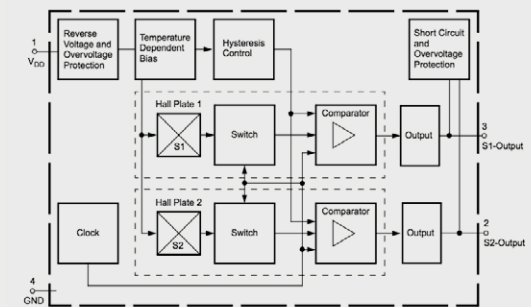 Reverse
Voltage and
Overvoltage
Protection
Temperature
Dependent
Bias
Hysteresis
Control
Short Circuit
and
Overvoltage
Protection
1
VDD
Hall Plate 1
S1
Switch
Comparator
Output
3
S1-Output
Hall Plate 2
S2
Switch
Comparator
Output
2
S2-Output
Clock
4
GND